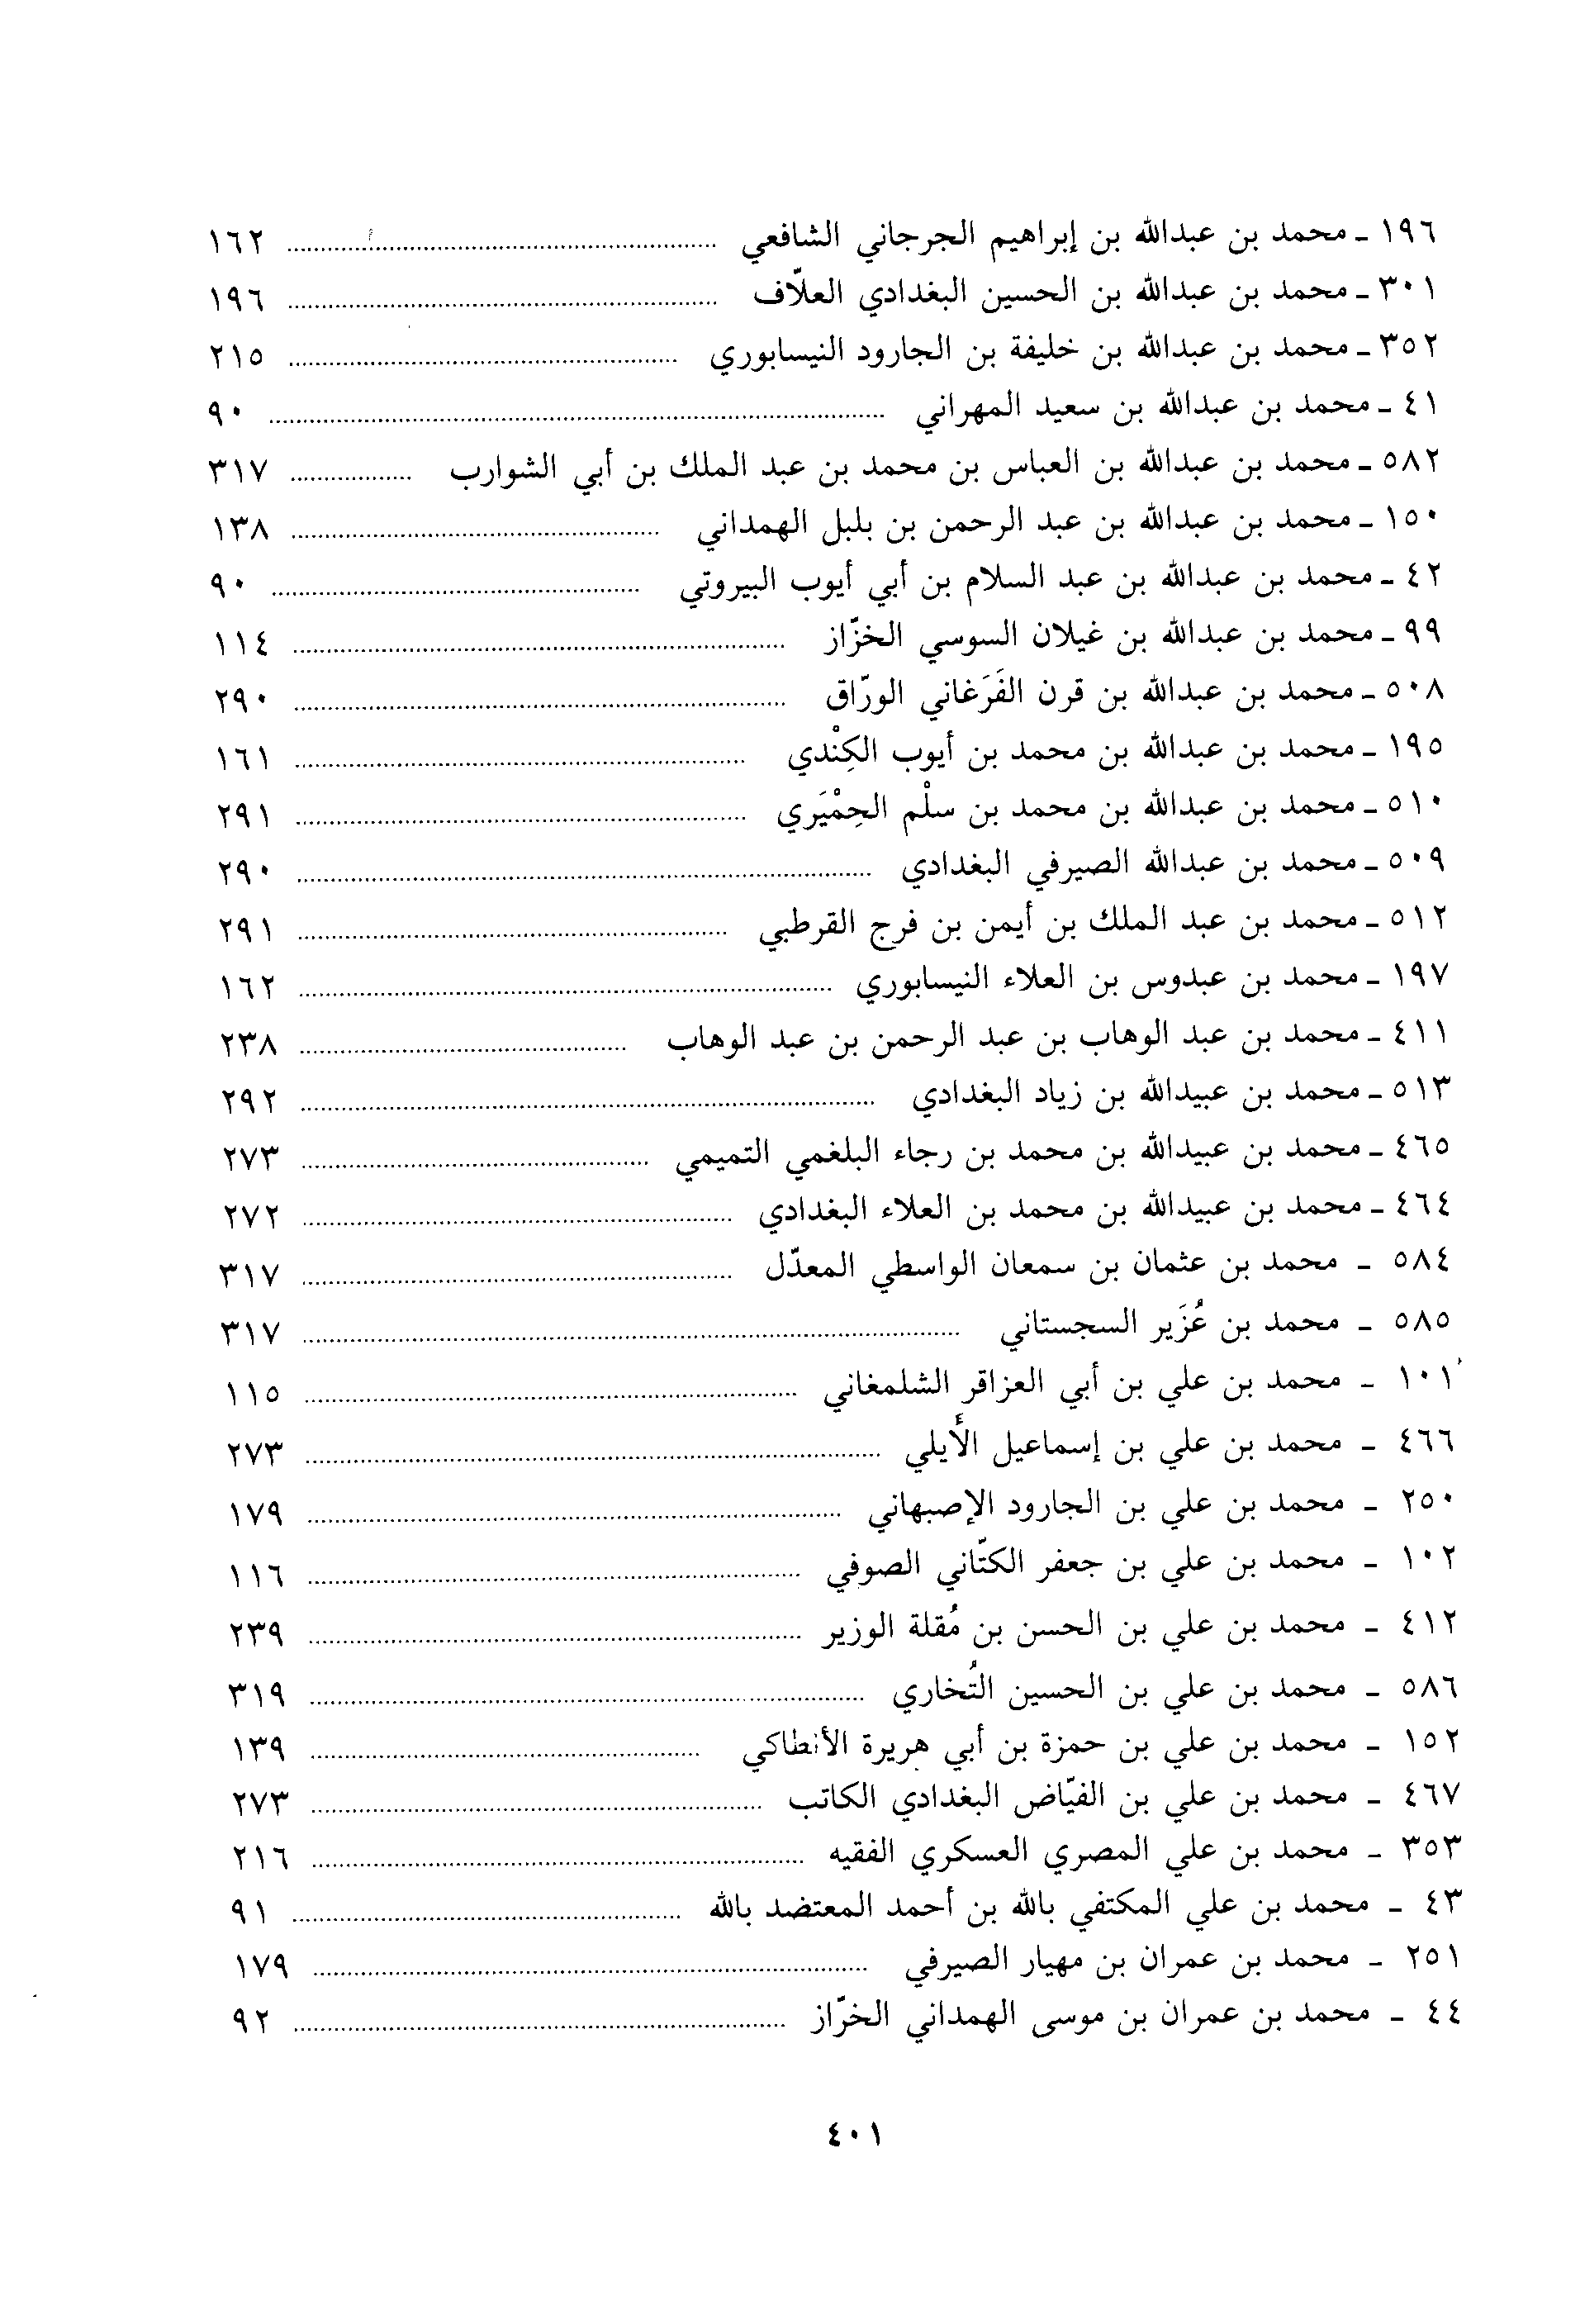 ١٩٦ ـ محمد بن عبدالله بن إبراهيم الجرجاني الشافعي ........ ١٦٢
٣٠١ ـ محمد بن عبدالله بن الحسين البغدادي العلّاف ........ ١٩٦
٣٥٢ ـ محمد بن عبدالله بن خليفة بن الجارود النيسابوري ........ ٢١٥
٤١ ـ محمد بن عبدالله بن سعيد المهراني ........ ٩٠
٥٨٢ ـ محمد بن عبدالله بن العباس بن محمد بن عبد الملك بن أبي الشوارب ........ ٣١٧
١٥٠ ـ محمد بن عبدالله بن عبد الرحمن بن بلبل الهمداني ........ ١٣٨
٤٢ ـ محمد بن عبدالله بن عبد السلام بن أبي أيوب البيروتي ........ ٩٠
٩٩ ـ محمد بن عبدالله بن غيلان السوسي الخزّاز ........ ١١٤
٥٠٨ ـ محمد بن عبدالله بن قرن الفَرَغاني الورّاق ........ ٢٩٠
١٩٥ ـ محمد بن عبدالله بن محمد بن أيوب الكِنْدي ........ ١٦١
٥١٠ ـ محمد بن عبدالله بن محمد بن سلْم الحِمْيَري ........ ٢٩١
٥٠٩ ـ محمد بن عبدالله الصيرفي البغدادي ........ ٢٩٠
٥١٢ ـ محمد بن عبد الملك بن أيمن بن فرج القرطبي ........ ٢٩١
١٩٧ ـ محمد بن عبدوس بن العلاء النيسابوري ........ ١٦٢
٤١١ ـ محمد بن عبد الوهاب بن عبد الرحمن بن عبد الوهاب ........ ٢٣٨
٥١٣ ـ محمد بن عبيدالله بن زياد البغدادي ........ ٢٩٢
٤٦٥ ـ محمد بن عبيدالله بن محمد بن رجاء البلغمي التميمي ........ ٢٧٣
٤٦٤ ـ محمد بن عبيدالله بن محمد بن العلاء البغدادي ........ ٢٧٢
٥٨٤ ـ محمد بن عثمان بن سمعان الواسطي المعدّل ........ ٣١٧
٥٨٥ ـ محمد بن عُزَير السجستاني ........ ٣١٧
١٠١ ـ محمد بن علي بن أبي العزاقر الشلمغاني ........ ١١٥
٤٦٦ ـ محمد بن علي بن إسماعيل الأَيلي ........ ٢٧٣
٢٥٠ ـ محمد بن علي بن الجارود الإصبهاني ........ ١٧٩
١٠٢ ـ محمد بن علي بن جعفر الكتّاني الصوفي ........ ١١٦
٤١٢ ـ محمد بن علي بن الحسن بن مُقلة الوزير ........ ٢٣٩
٥٨٦ ـ محمد بن علي بن الحسين التُخاري ........ ٣١٩
١٥٢ ـ محمد بن علي بن حمزة بن أبي هريرة الأنطاكي ........ ١٣٩
٤٦٧ ـ محمد بن علي بن الفيّاض البغدادي الكاتب ........ ٢٧٣
٣٥٣ ـ محمد بن علي المصري العسكري الفقيه ........ ٢١٦
٤٣ ـ محمد بن علي المكتفي بالله بن أحمد المعتضد بالله ........ ٩١
٢٥١ ـ محمد بن عمران بن مهيار الصيرفي ........ ١٧٩
٤٤ ـ محمد بن عمران بن موسى الهمداني الخرّاز ........ ٩٢
٤٠١